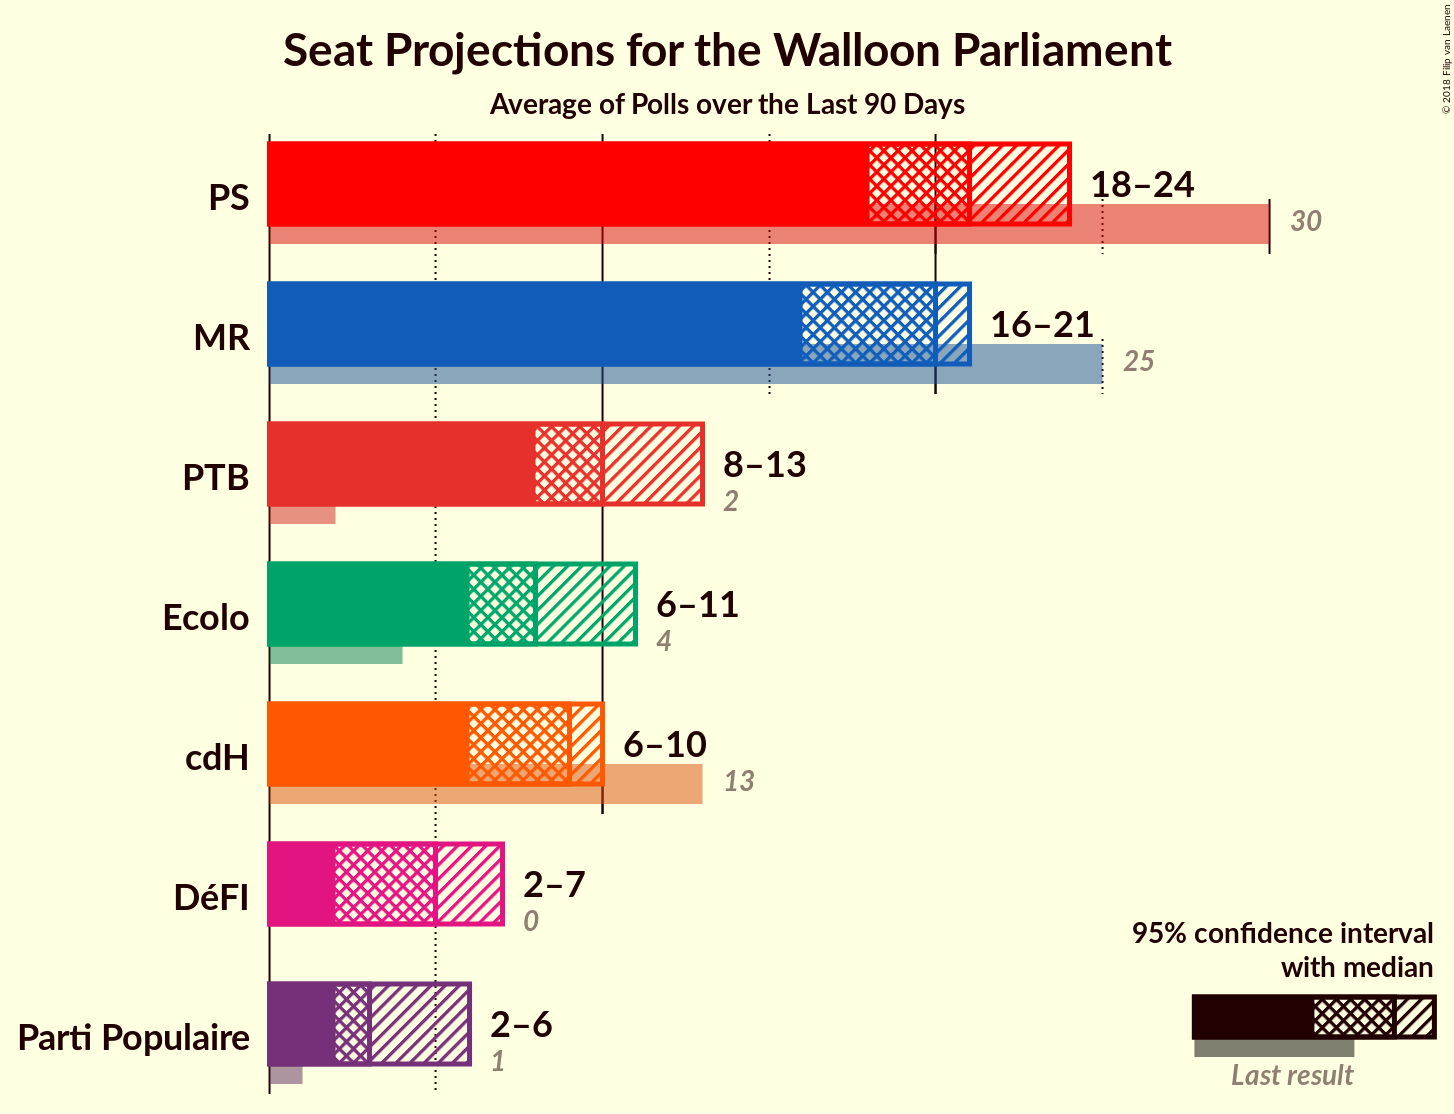 Seat Projections for the Walloon Parliament
Average of Polls over the Last 90 Days
© 2018 Filip van Laenen
PS
18–24
30
MR
16–21
25
PTB
8–13
2
Ecolo
6–11
4
cdH
6–10
13
DéFI
2–7
0
Parti Populaire
2–6
1
95% confidence interval
with median
Last result